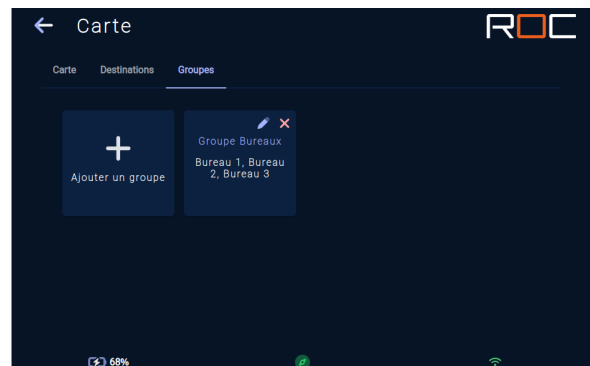 Carte
ROC
Carte Destinations Groupes
Ajouter un groupe
Groupe Bureaux
Bureau 1, Bureau
2, Bureau 3
68%